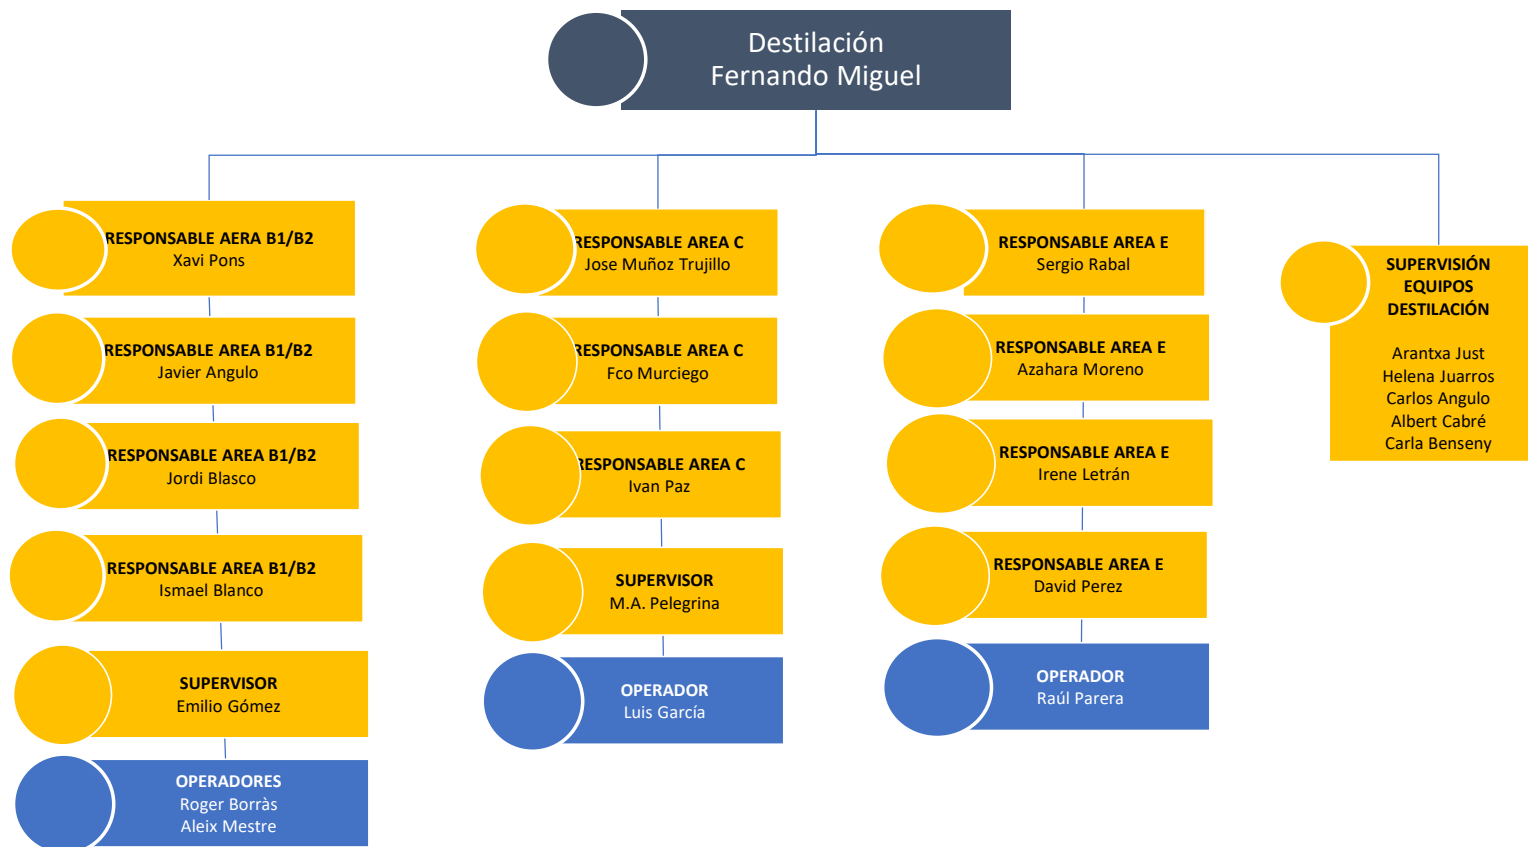 Destilación
Fernando Miguel
RESPONSABLE AERA B1/B2
Xavi Pons
RESPONSABLE AREA B1/B2
Javier Angulo
RESPONSABLE AREA B1/B2
Jordi Blasco
RESPONSABLE AREA B1/B2
Ismael Blanco
SUPERVISOR
Emilio Gómez
OPERADORES
Roger Borràs
Aleix Mestre
RESPONSABLE AREA C
Jose Muñoz Trujillo
RESPONSABLE AREA C
Fco Murciego
RESPONSABLE AREA C
Ivan Paz
SUPERVISOR
M.A. Pelegrina
OPERADOR
Luis García
RESPONSABLE AREA E
Sergio Rabal
RESPONSABLE AREA E
Azahara Moreno
RESPONSABLE AREA E
Irene Letrán
RESPONSABLE AREA E
David Perez
OPERADOR
Raúl Parera
SUPERVISIÓN
EQUIPOS
DESTILACIÓN
Arantxa Just
Helena Juarros
Carlos Angulo
Albert Cabré
Carla Benseny